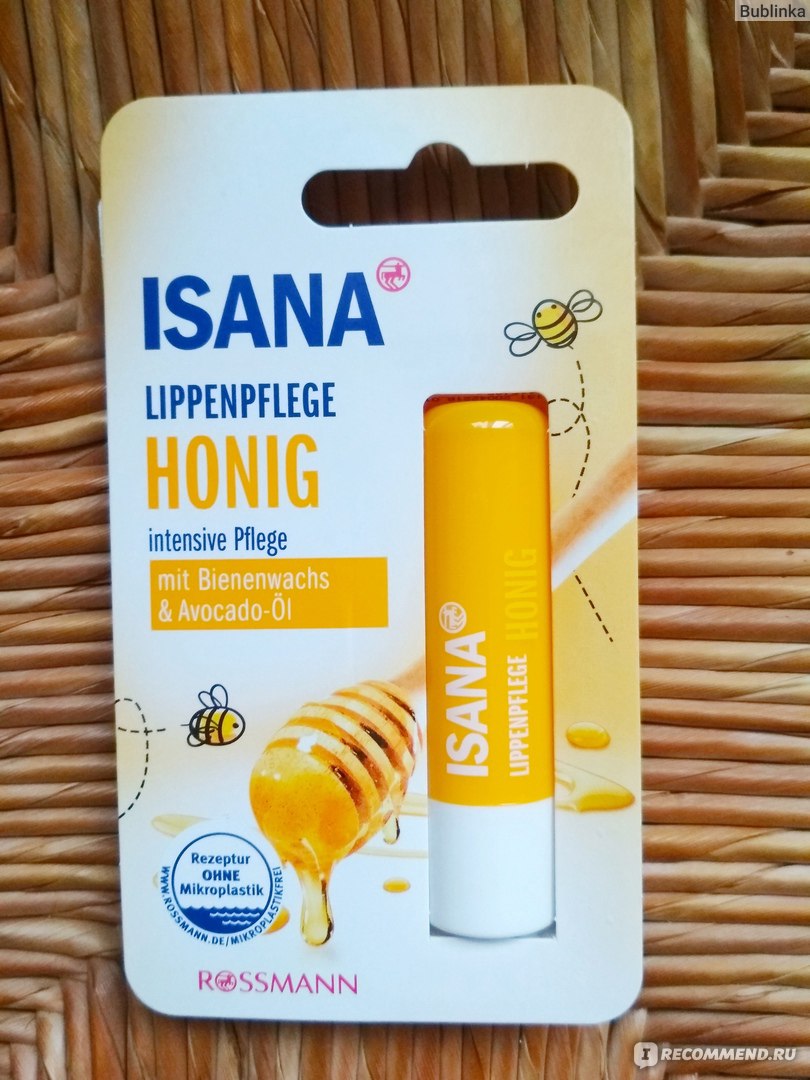 Bublinka
ISANA
LIPPENPFLEGE
HONIG
intensive Pflege
mit Bienenwachs
& Avocado-Öl
ISANA
LIPPENPFLEGE HONIG
Rezeptur
OHNE
Mikroplastik
WWW.ROSSMANN.DE/MIKROPLASTIKFREI
ROSSMANN
I RECOMMEND.RU